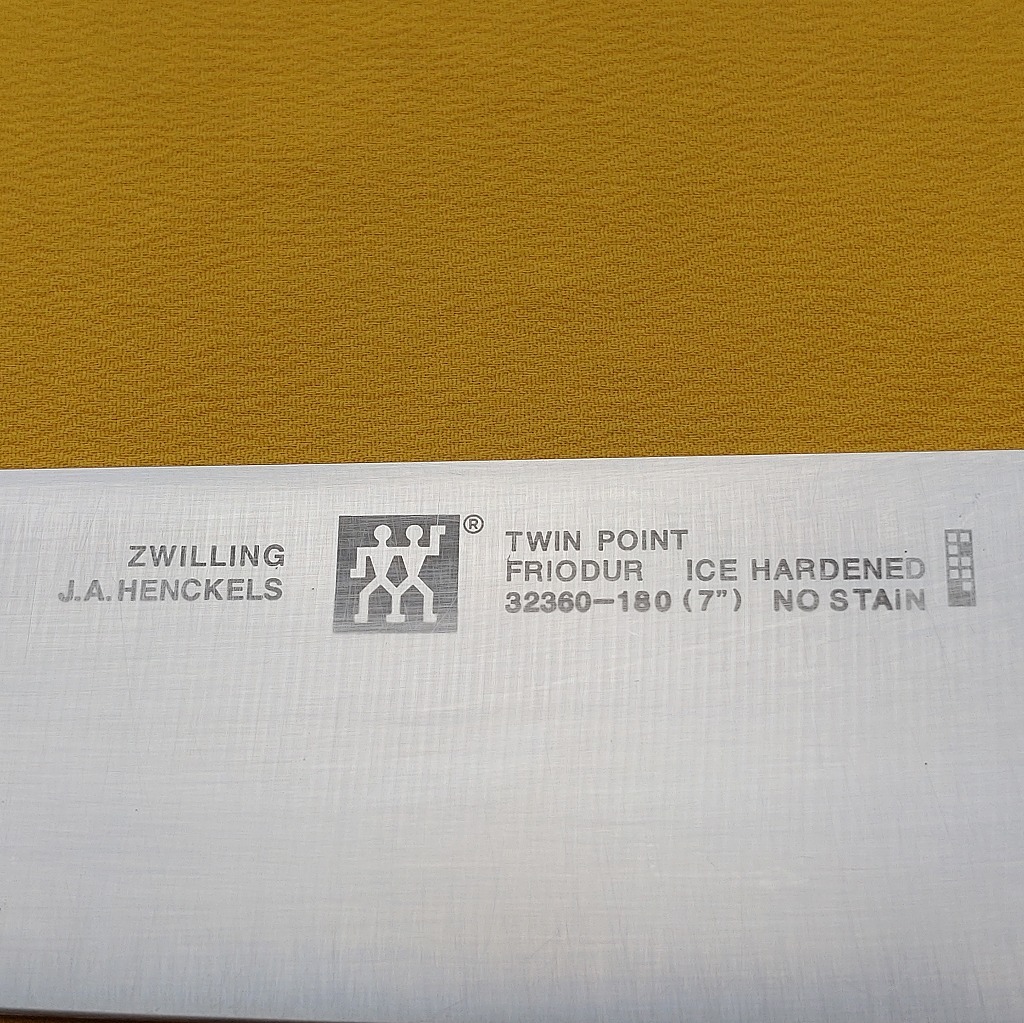 ZWILLING
J.A.HENCKELS
®
TWIN POINT
FRIODUR ICE HARDENED
32360-180 (7") NO STAiN